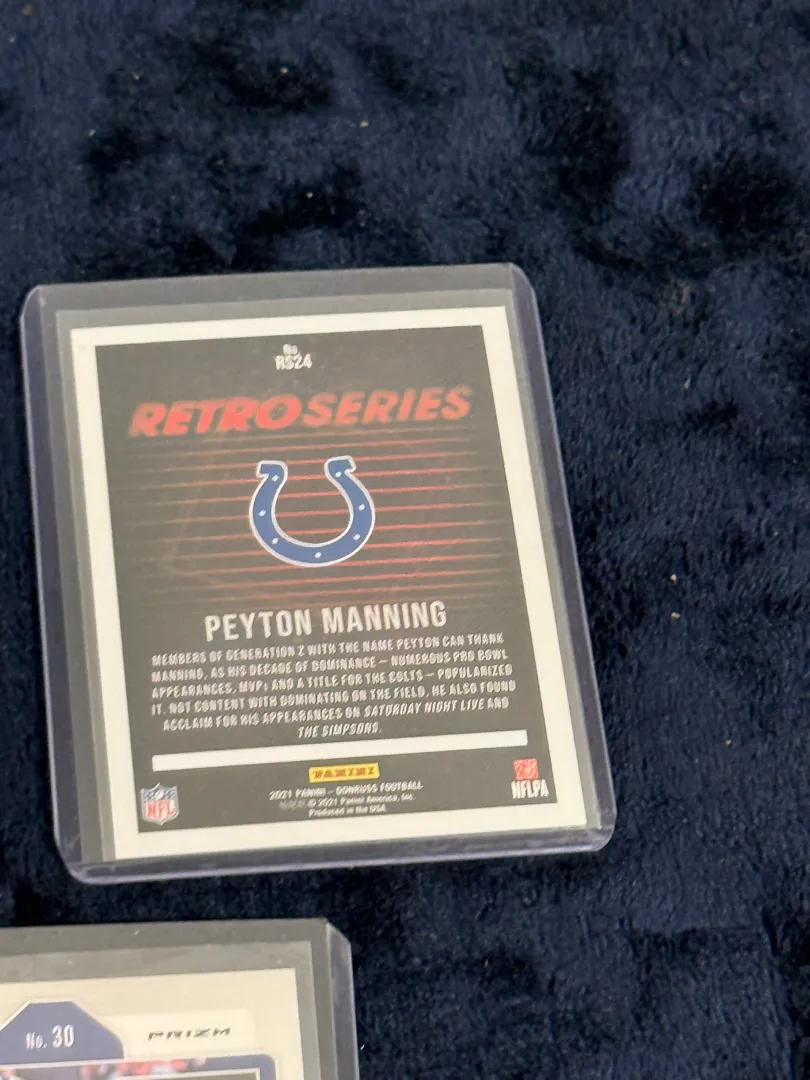 No.
RS24
RETRO SERIES
PEYTON MANNING
MEMBERS OF GENERATION Z WITH THE NAME PEYTON CAN THANK
MANNING, AS HIS DECADE OF DOMINANCE – NUMEROUS PRO BOWL
APPEARANCES, MVPs AND A TITLE FOR THE COLTS – POPULARIZED
IT. NOT CONTENT WITH DOMINATING ON THE FIELD, HE ALSO FOUND
ACCLAIM FOR HIS APPEARANCES ON SATURDAY NIGHT LIVE AND
THE SIMPSONS.
PANINI
2021 PANINI – DONRUSS FOOTBALL
© 2021 Panini America, Inc.
Produced in the USA.
NFL
NFLPA
No. 30
PRIZM